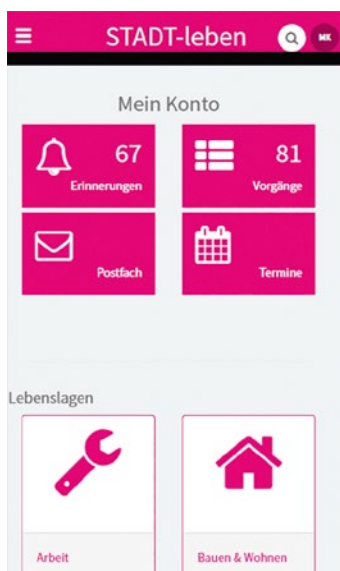 STADT-leben MK
Mein Konto
67
Erinnerungen
81
Vorgänge
Postfach
Termine
Lebenslagen
Arbeit
Bauen & Wohnen